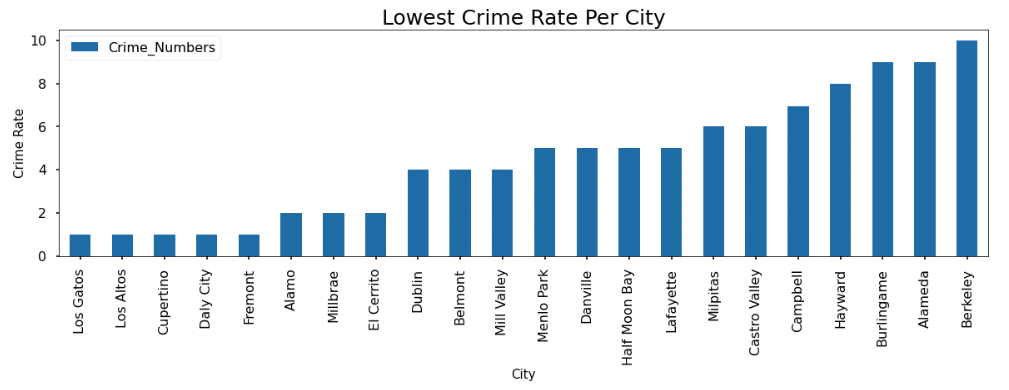 Lowest Crime Rate Per City
Crime_Numbers
Crime Rate
10
8
6
4
2
0
Los Gatos
Los Altos
Cupertino
Daly City
Fremont
Alamo
Millbrae
El Cerrito
Dublin
Belmont
Mill Valley
Menlo Park
Danville
Half Moon Bay
Lafayette
Milpitas
Castro Valley
Campbell
Hayward
Burlingame
Alameda
Berkeley
City